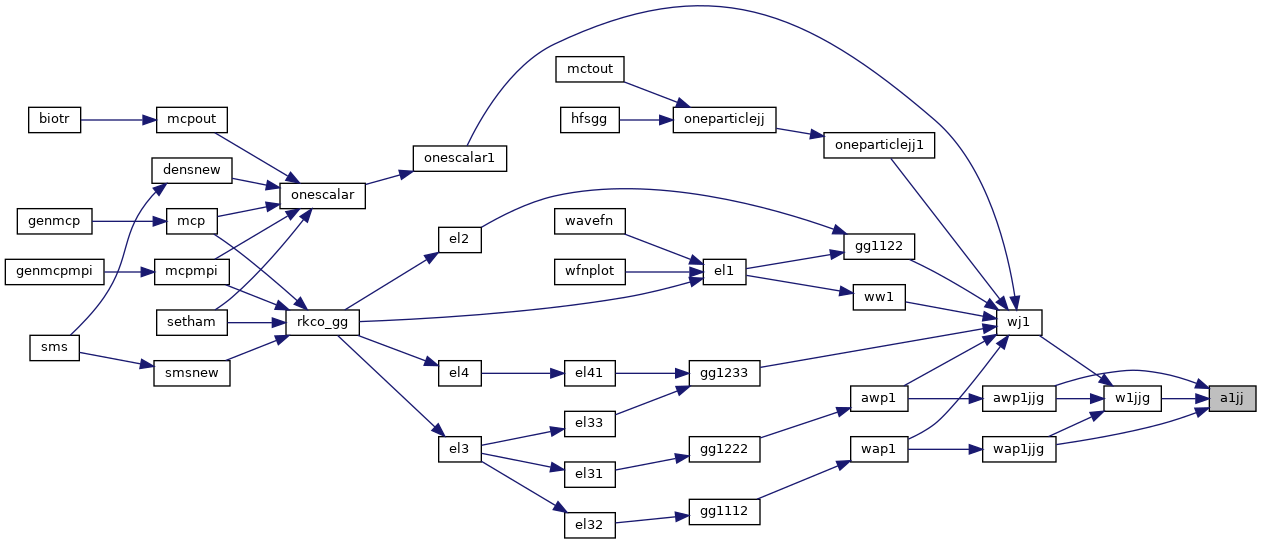 mctout
biotr
mcpout
hfsgg
oneparticlejj
oneparticlejj1
onescalar1
densnew
onescalar
genmcp
mcp
wavefn
el2
gg1122
genmcpmpi
mcpmpi
wfnplot
el1
ww1
setham
rkco_gg
wj1
sms
smsnew
el4
el41
gg1233
awp1
awp1jjg
w1jjg
a1jj
el33
el3
gg1222
wap1
wap1jjg
el31
gg1112
el32